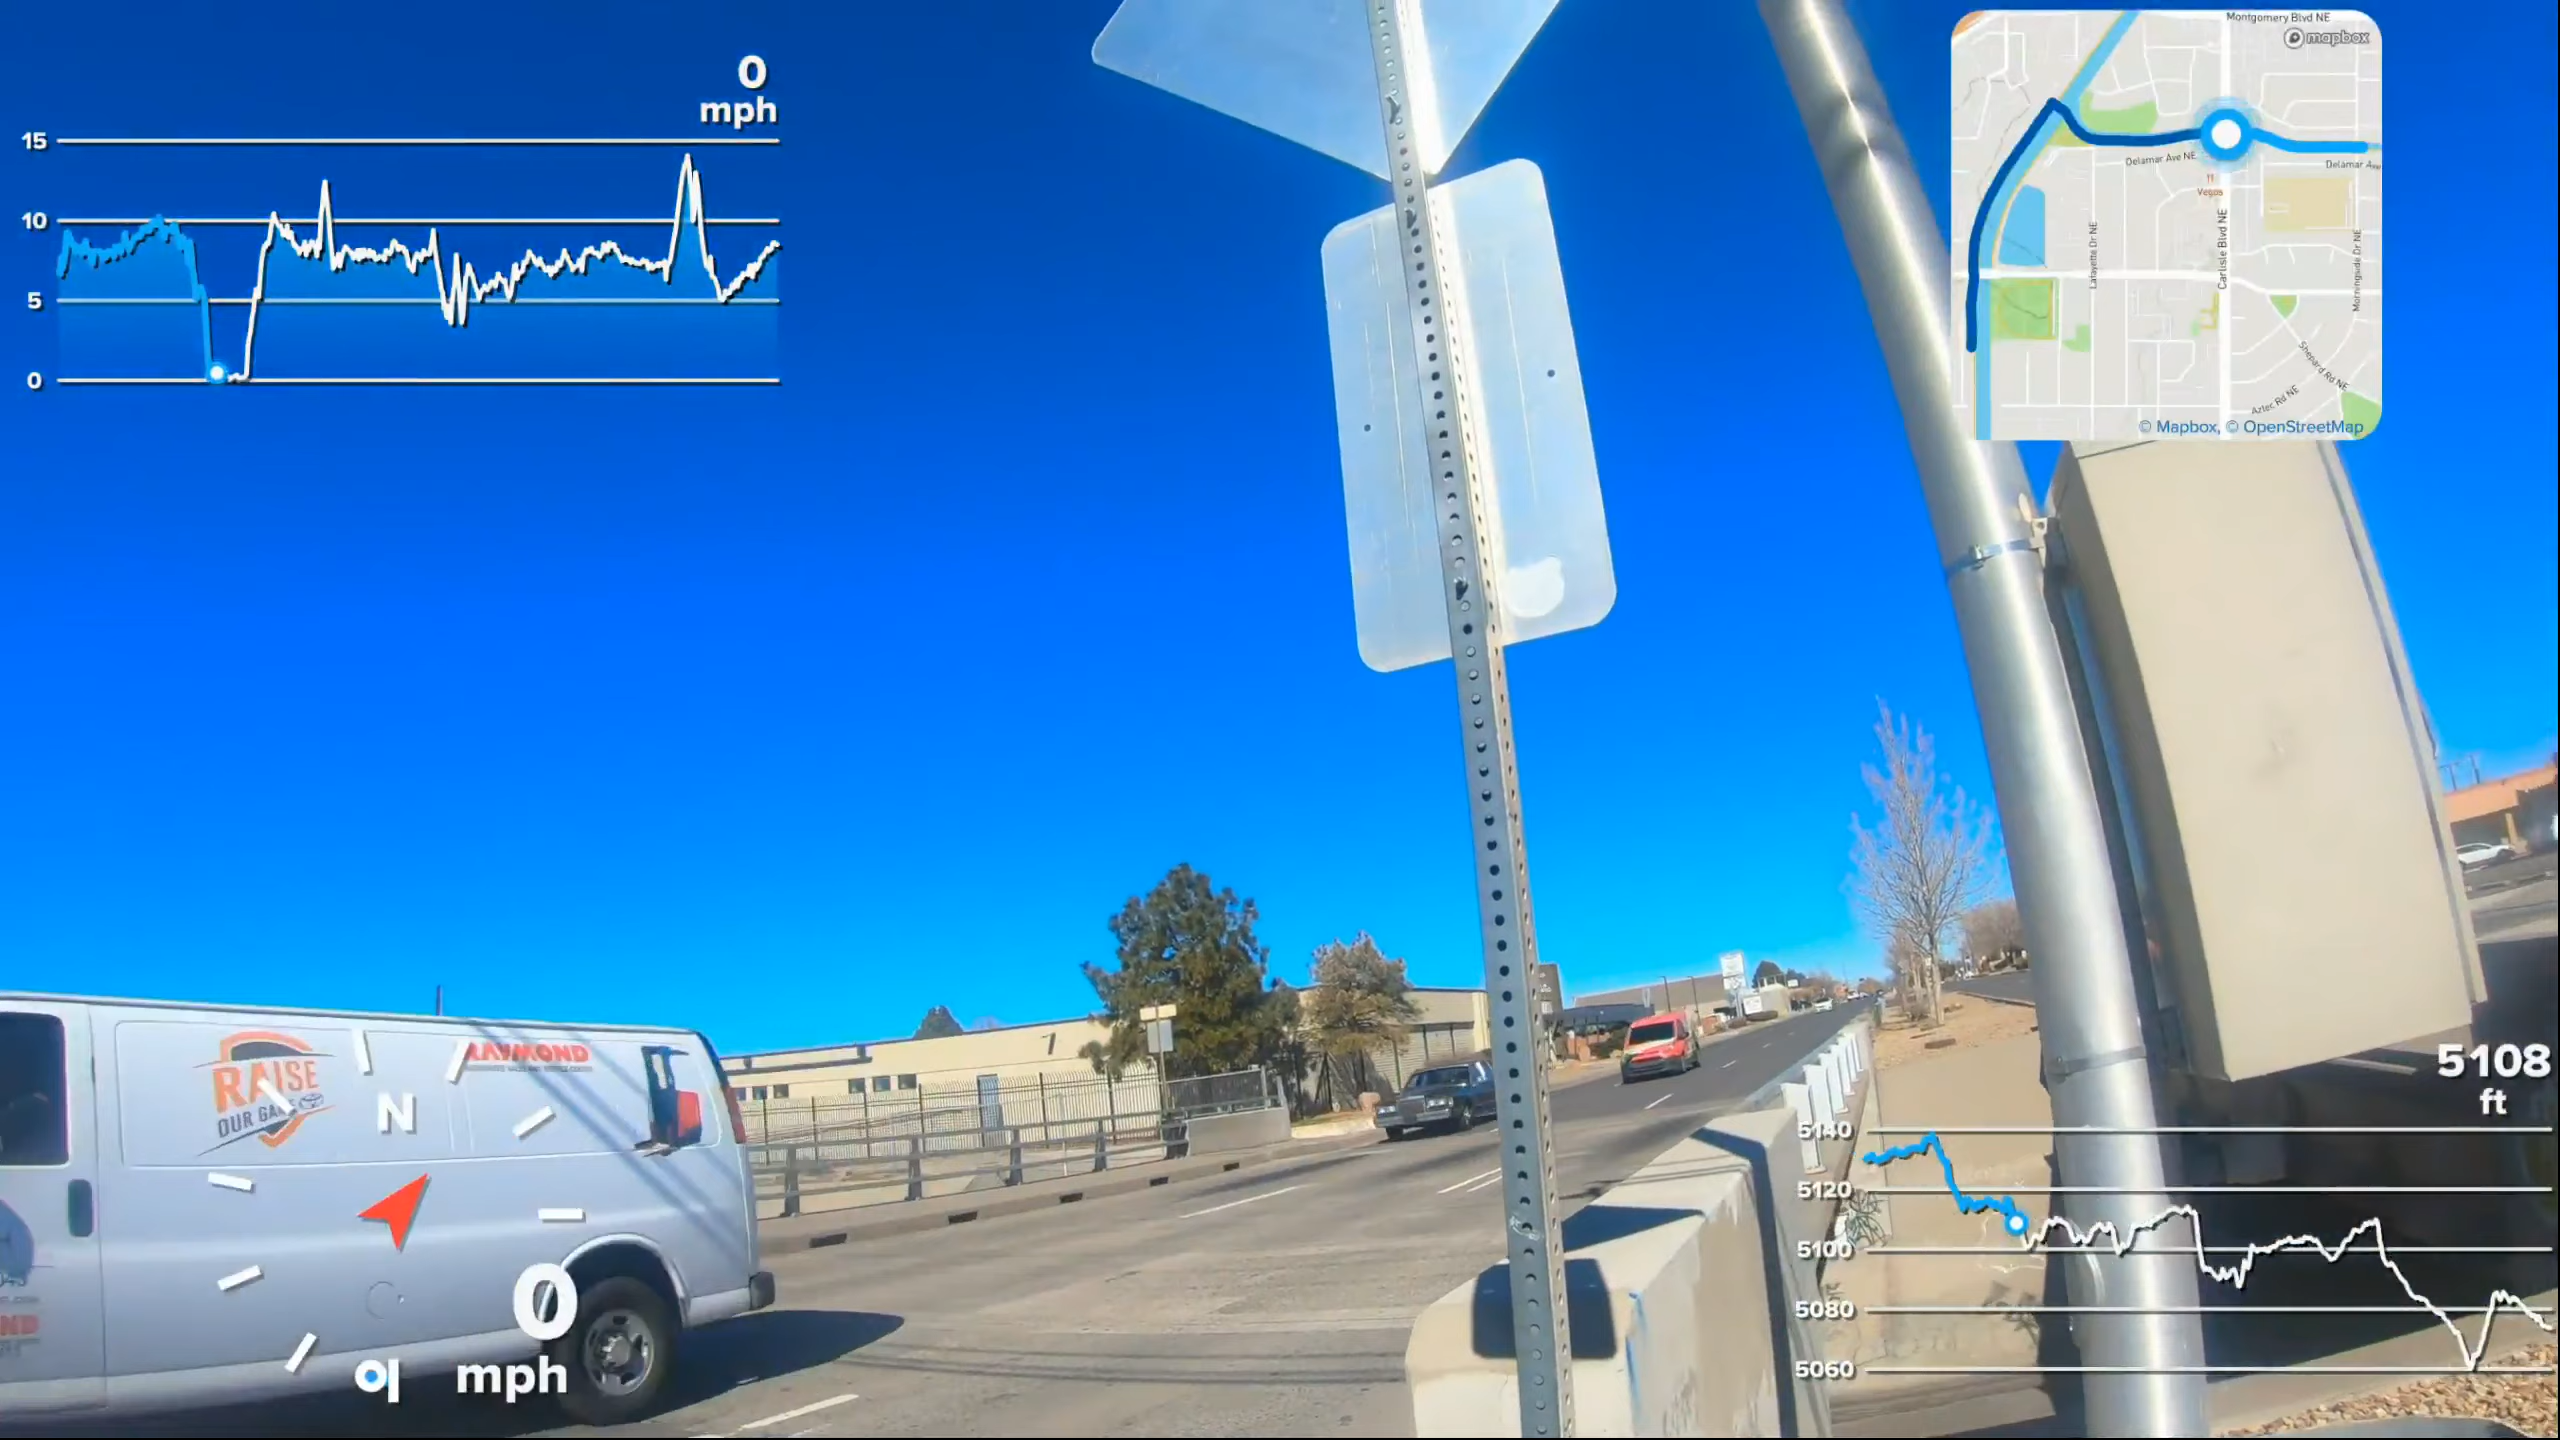 0
mph
15
10
5
0
Montgomery Blvd NE
mapbox
Delamar Ave NE
Delamar Ave
Vegos
Lafayette Dr NE
Carlisle Blvd NE
Morningside Dr NE
Shepard Rd NE
Aztec Rd NE
© Mapbox, © OpenStreetMap
RAISE
OUR GAME
RAYMOND
N
0
mph
5108
ft
5140
5120
5100
5080
5060